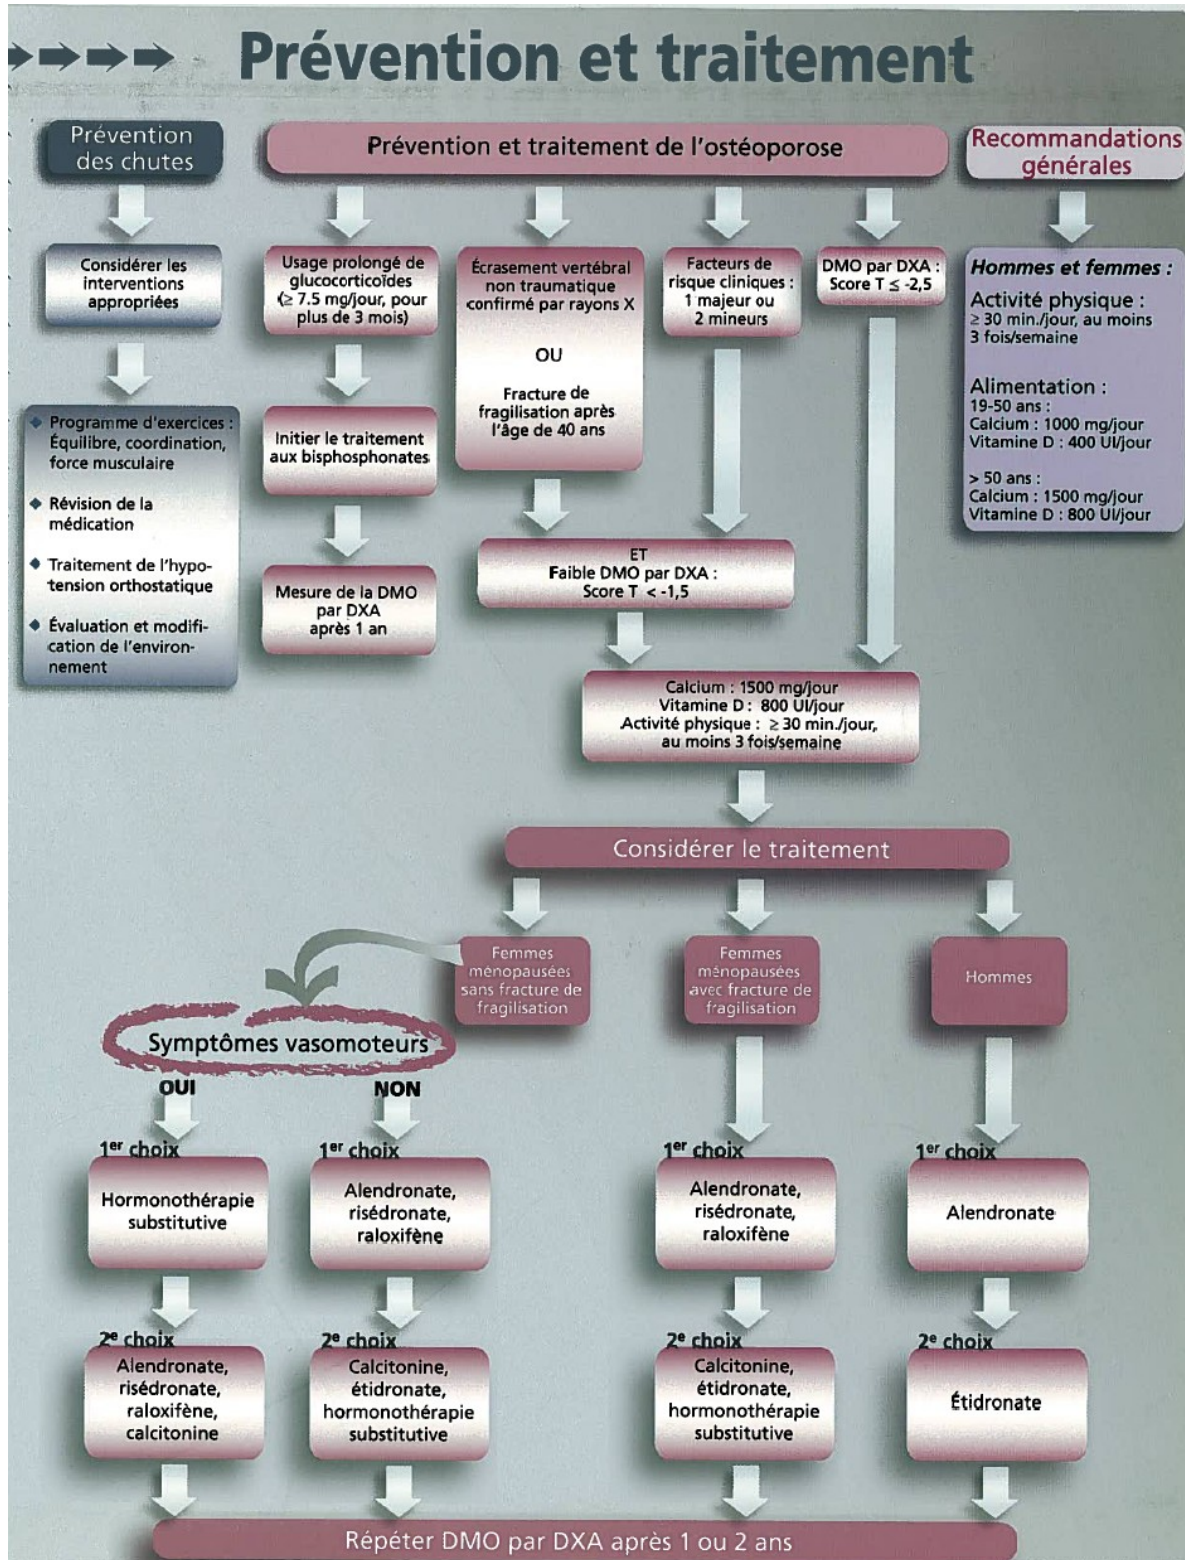 Prévention et traitement
Prévention
des chutes
Prévention et traitement de l'ostéoporose
Recommandations
générales
Considérer les
interventions
appropriées
Usage prolongé de
glucocorticoïdes
(≥ 7.5 mg/jour, pour
plus de 3 mois)
Écrasement vertébral
non traumatique
confirmé par rayons X
OU
Fracture de
fragilisation après
l'âge de 40 ans
Facteurs de
risque cliniques :
1 majeur ou
2 mineurs
DMO par DXA :
Score T ≤ -2,5
Hommes et femmes :
Activité physique :
≥ 30 min./jour, au moins
3 fois/semaine
Alimentation :
19-50 ans :
Calcium : 1000 mg/jour
Vitamine D : 400 UI/jour
> 50 ans :
Calcium : 1500 mg/jour
Vitamine D : 800 UI/jour
Programme d'exercices :
Équilibre, coordination,
force musculaire
Révision de la
médication
Traitement de l'hypo-
tension orthostatique
Évaluation et modifi-
cation de l'environ-
nement
Initier le traitement
aux bisphosphonates
Mesure de la DMO
par DXA
après 1 an
ET
Faible DMO par DXA :
Score T < -1,5
Calcium : 1500 mg/jour
Vitamine D : 800 UI/jour
Activité physique : ≥ 30 min./jour,
au moins 3 fois/semaine
Considérer le traitement
Femmes
ménopausées
sans fracture de
fragilisation
Femmes
ménopausées
avec fracture de
fragilisation
Hommes
Symptômes vasomoteurs
OUI
NON
1er choix
Hormonothérapie
substitutive
1er choix
Alendronate,
risédronate,
raloxifène
1er choix
Alendronate,
risédronate,
raloxifène
1er choix
Alendronate
2e choix
Alendronate,
risédronate,
raloxifène,
calcitonine
2e choix
Calcitonine,
étidronate,
hormonothérapie
substitutive
2e choix
Calcitonine,
étidronate,
hormonothérapie
substitutive
2e choix
Étidronate
Répéter DMO par DXA après 1 ou 2 ans